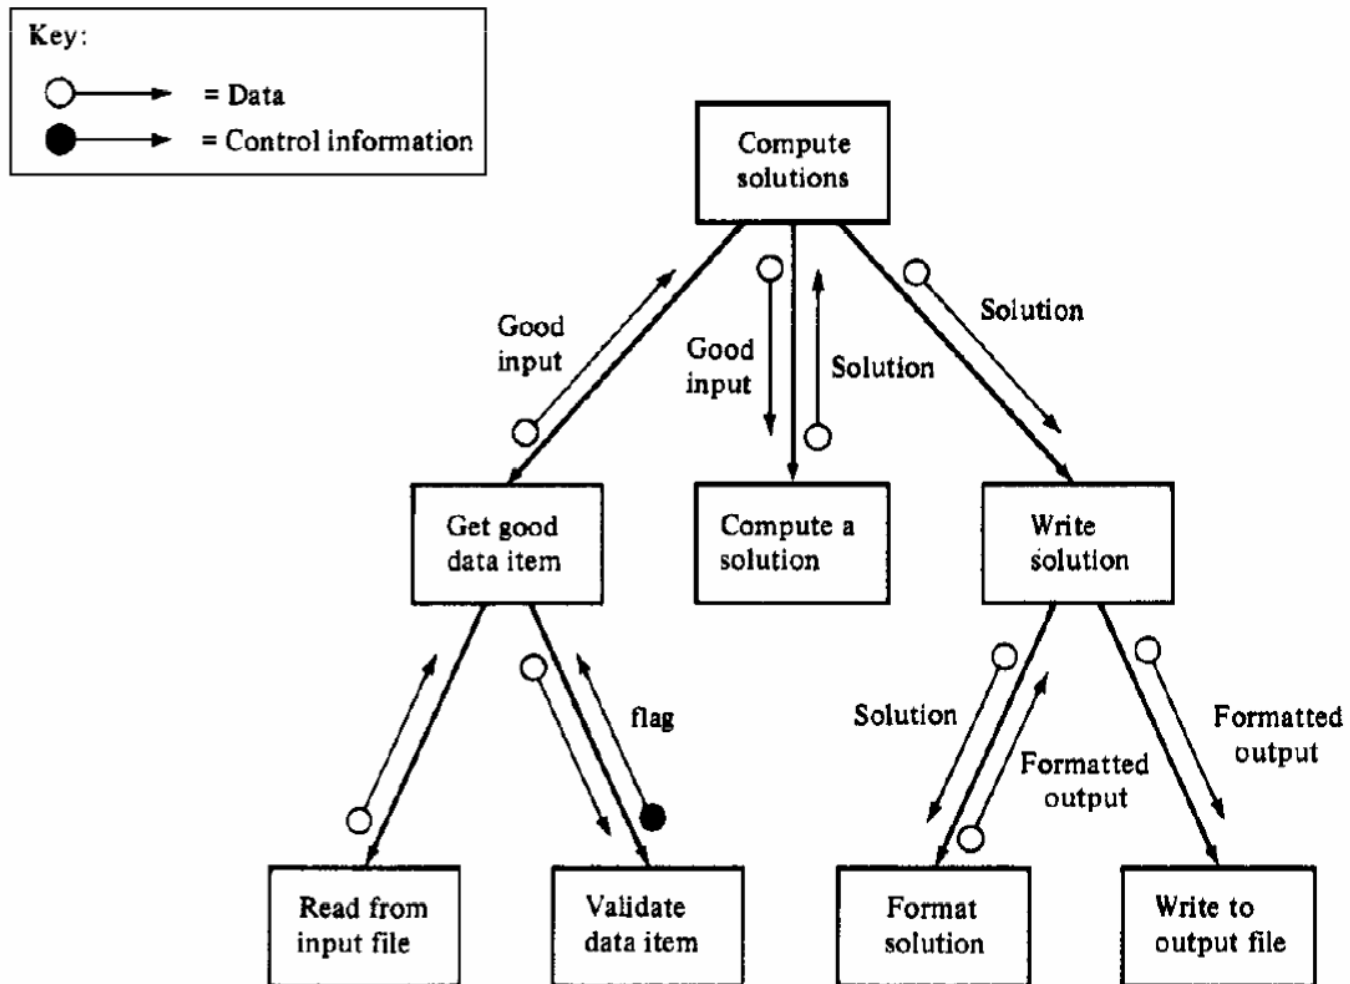 Key:
= Data
= Control information
Compute
solutions
Good
input
Good
input
Solution
Solution
Get good
data item
Compute a
solution
Write
solution
flag
Solution
Formatted
output
Formatted
output
Read from
input file
Validate
data item
Format
solution
Write to
output file